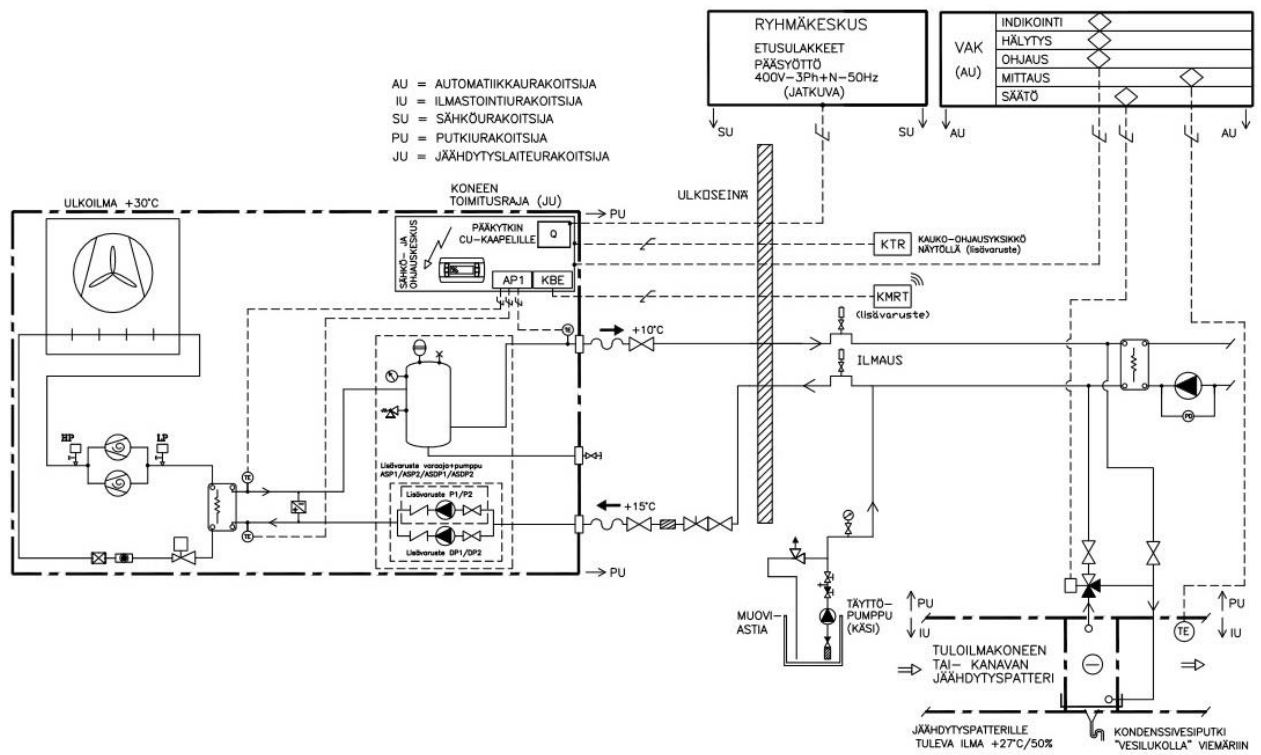 RYHMÄKESKUS
ETUSULAKKEET
PÄÄSYÖTTÖ
400V-3Ph+N-50Hz
(JATKUVA)
SU
SU
VAK
(AU)
INDIKOINTI
HÄLYTYS
OHJAUS
MITTAUS
SÄÄTÖ
AU
AU
AU = AUTOMATIIKKAURAKOITSIJA
IU = ILMASTOINTIURAKOITSIJA
SU = SÄHKÖURAKOITSIJA
PU = PUTKIURAKOITSIJA
JU = JÄÄHDYTYSLAITEURAKOITSIJA
ULKOILMA +30°C
KONEEN
TOIMITUSRAJA (JU)
PU
ULKOSEINÄ
SÄHKÖ- JA
OHJAUSKESKUS
PÄÄKYTKIN
CU-KAAPELILLE
Q
%
AP1
KBE
KTR
KAUKO-OHJAUSYKSIKKÖ
NÄYTÖLLÄ (lisävaruste)
KMRT
(lisävaruste)
TE
+10°C
ILMAUS
PD
HP
LP
TE
TE
Lisävaruste varaaja+pumppu
ASP1/ASP2/ASDP1/ASDP2
Lisävaruste P1/P2
Lisävaruste DP1/DP2
+15°C
PU
MUOVI-
ASTIA
TÄYTTÖ-
PUMPPU
(KÄSI)
PU
IU
TE
PU
IU
TULOILMAKONEEN
TAI- KANAVAN
JÄÄHDYTYSPATTERI
JÄÄHDYTYSPATTERILLE
TULEVA ILMA +27°C/50%
KONDENSSIVESIPUTKI
"VESILUKOLLA" VIEMÄRIIN